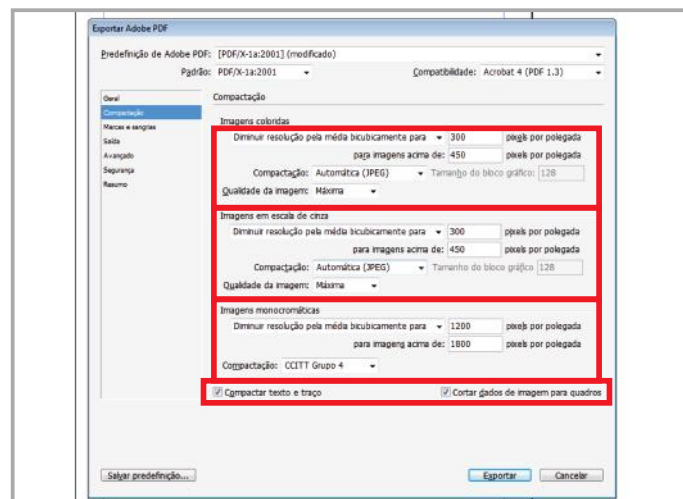 Exportar Adobe PDF
Predefinição de Adobe PDF: [PDF/X-1a:2001] (modificado)
Padrão: PDF/X-1a:2001 Compatibilidade: Acrobat 4 (PDF 1.3)
Geral
Compactação
Marcas e sangrias
Saída
Avançado
Segurança
Resumo
Compactação
Imagens coloridas
Diminuir resolução pela média bicubicamente para 300 pixels por polegada
para imagens acima de: 450 pixels por polegada
Compactação: Automática (JPEG) Tamanho do bloco gráfico: 128
Qualidade da imagem: Máxima
Imagens em escala de cinza
Diminuir resolução pela média bicubicamente para 300 pixels por polegada
para imagens acima de: 450 pixels por polegada
Compactação: Automática (JPEG) Tamanho do bloco gráfico 128
Qualidade da imagem: Máxima
Imagens monocromáticas
Diminuir resolução pela média bicubicamente para 1200 pixels por polegada
para imagens acima de: 1800 pixels por polegada
Compactação: CCITT Grupo 4
Compactar texto e traço Cortar dados de imagem para quadros
Salvar predefinição... Exportar Cancelar